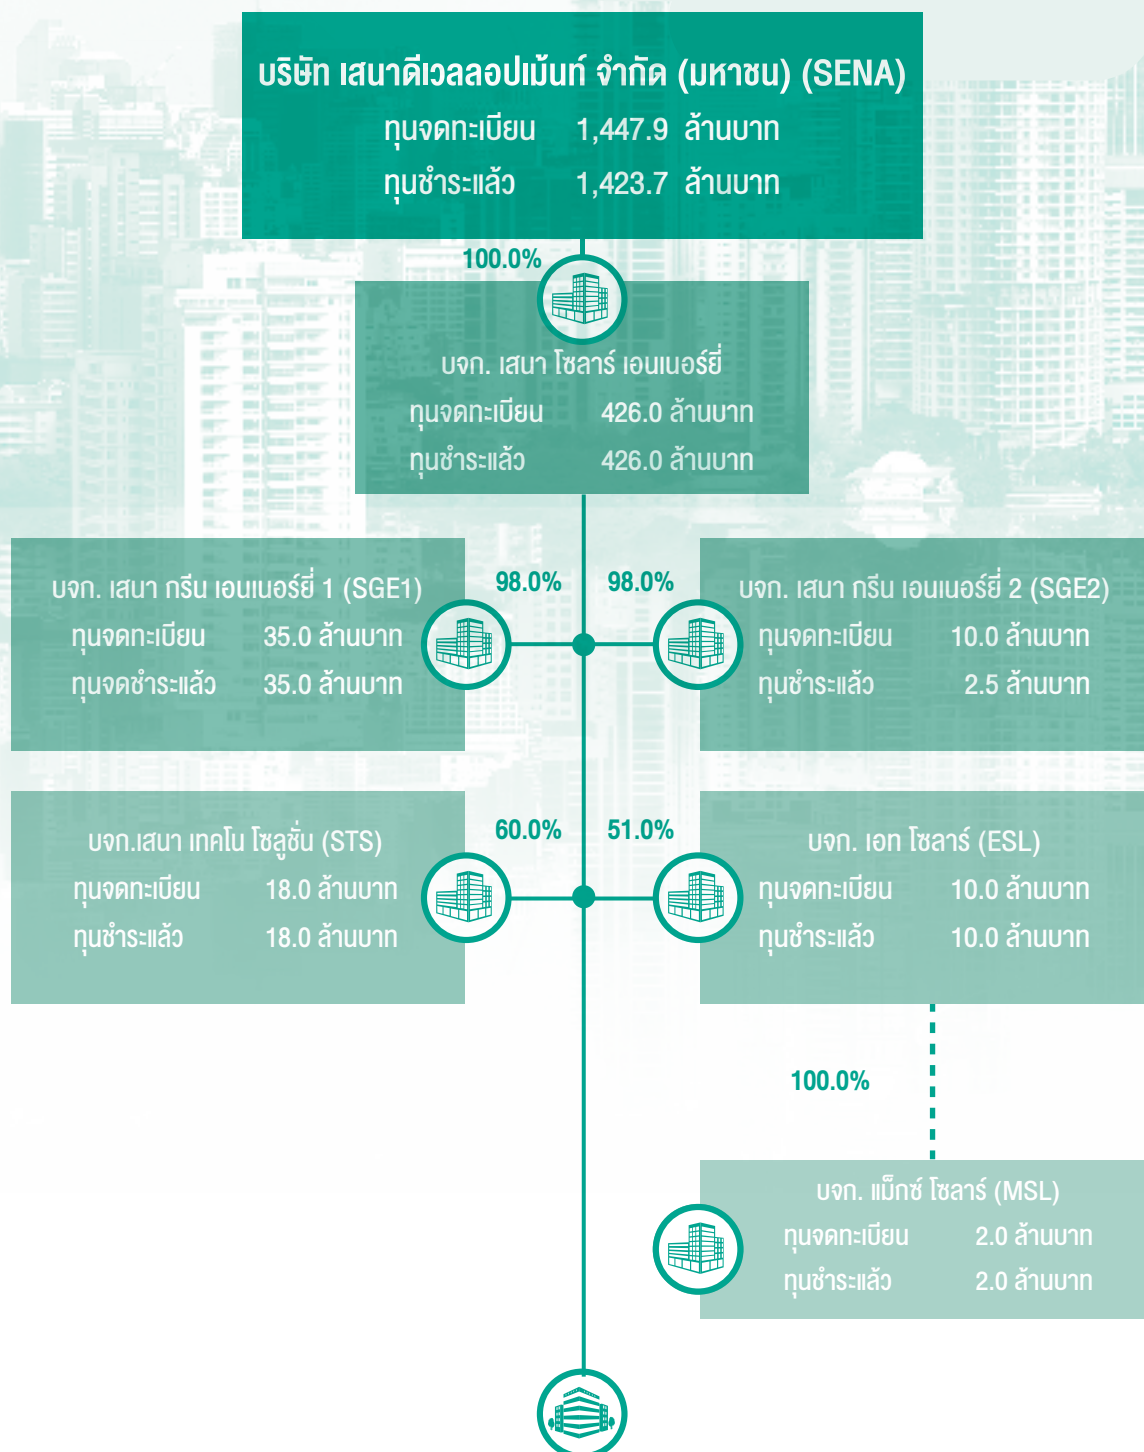 บริษัท เสนาดีเวลลอปเม้นท์ จำกัด (มหาชน) (SENA)
ทุนจดทะเบียน 1,447.9 ล้านบาท
ทุนชำระแล้ว 1,423.7 ล้านบาท
100.0%
บจก. เสนา โซลาร์ เอนเนอร์ยี่
ทุนจดทะเบียน 426.0 ล้านบาท
ทุนชำระแล้ว 426.0 ล้านบาท
บจก. เสนา กรีน เอนเนอร์ยี่ 1 (SGE1)
ทุนจดทะเบียน 35.0 ล้านบาท
ทุนจดชำระแล้ว 35.0 ล้านบาท
98.0%
98.0%
บจก. เสนา กรีน เอนเนอร์ยี่ 2 (SGE2)
ทุนจดทะเบียน 10.0 ล้านบาท
ทุนชำระแล้ว 2.5 ล้านบาท
บจก.เสนา เทคโน โซลูชั่น (STS)
ทุนจดทะเบียน 18.0 ล้านบาท
ทุนชำระแล้ว 18.0 ล้านบาท
60.0%
51.0%
บจก. เอท โซลาร์ (ESL)
ทุนจดทะเบียน 10.0 ล้านบาท
ทุนชำระแล้ว 10.0 ล้านบาท
100.0%
บจก. แม็กซ์ โซลาร์ (MSL)
ทุนจดทะเบียน 2.0 ล้านบาท
ทุนชำระแล้ว 2.0 ล้านบาท